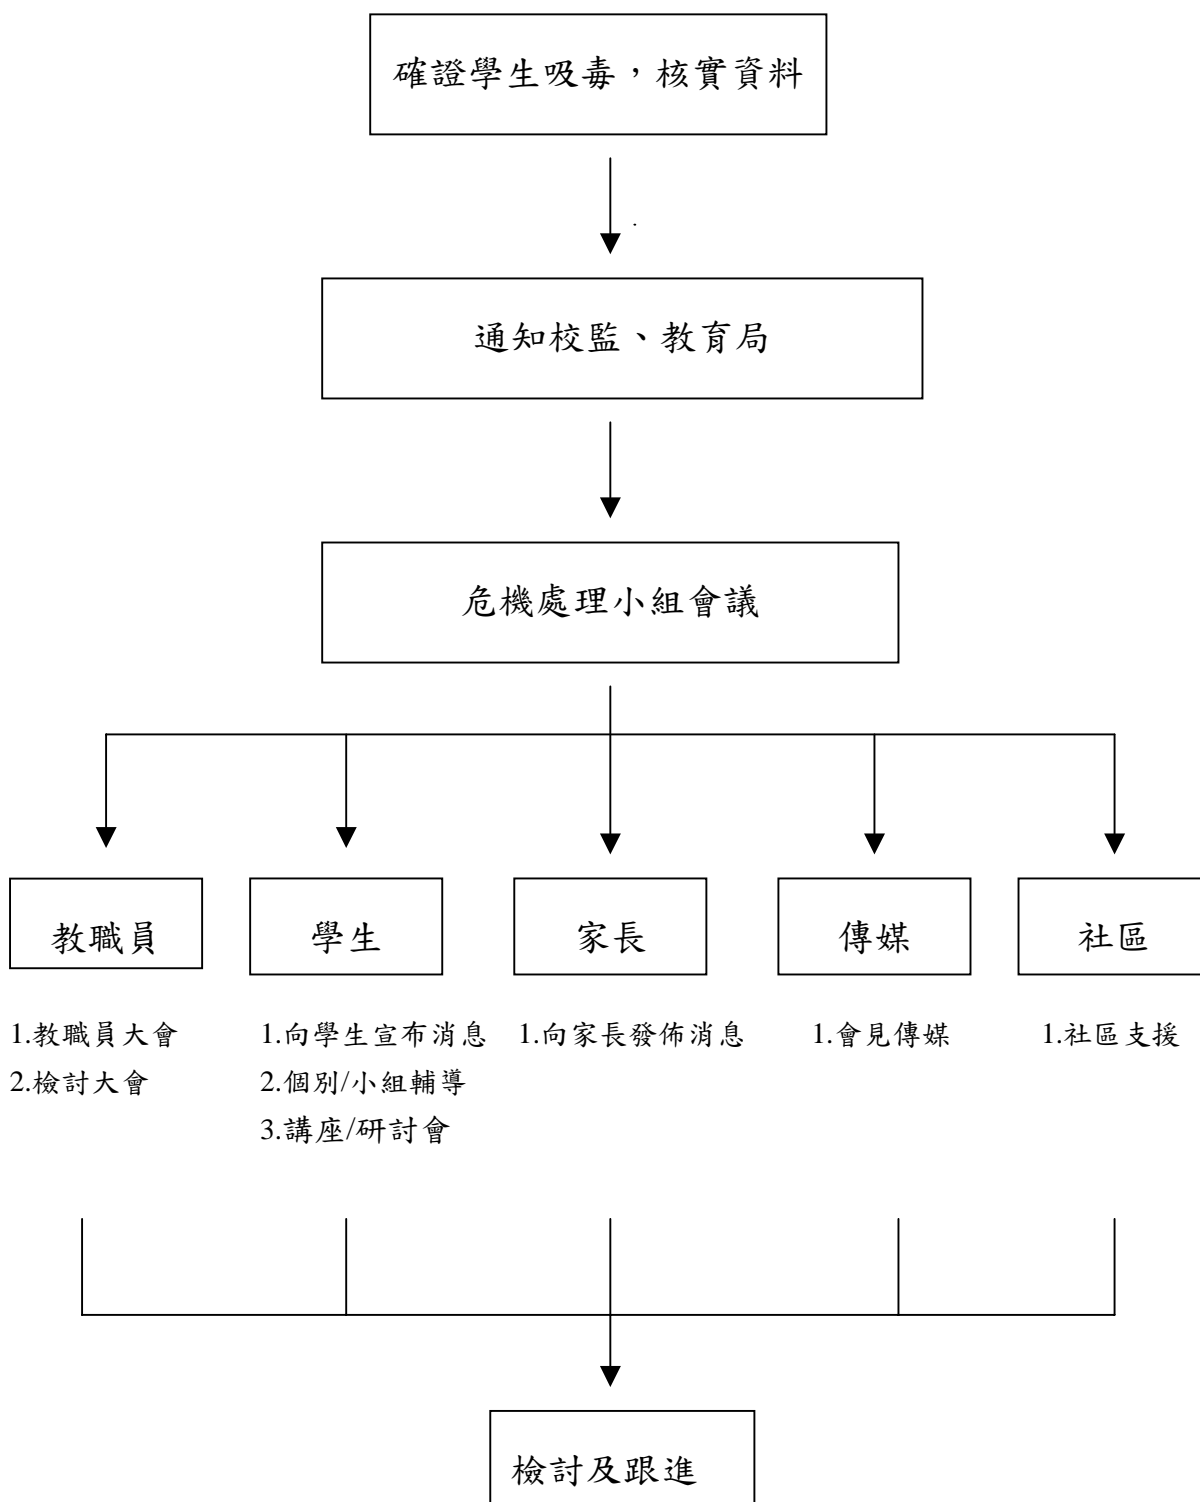 確證學生吸毒，核實資料
通知校監、教育局
危機處理小組會議
教職員
學生
家長
傳媒
社區
1.教職員大會
2.檢討大會
1.向學生宣布消息
2.個別/小組輔導
3.講座/研討會
1.向家長發佈消息
1.會見傳媒
1.社區支援
檢討及跟進